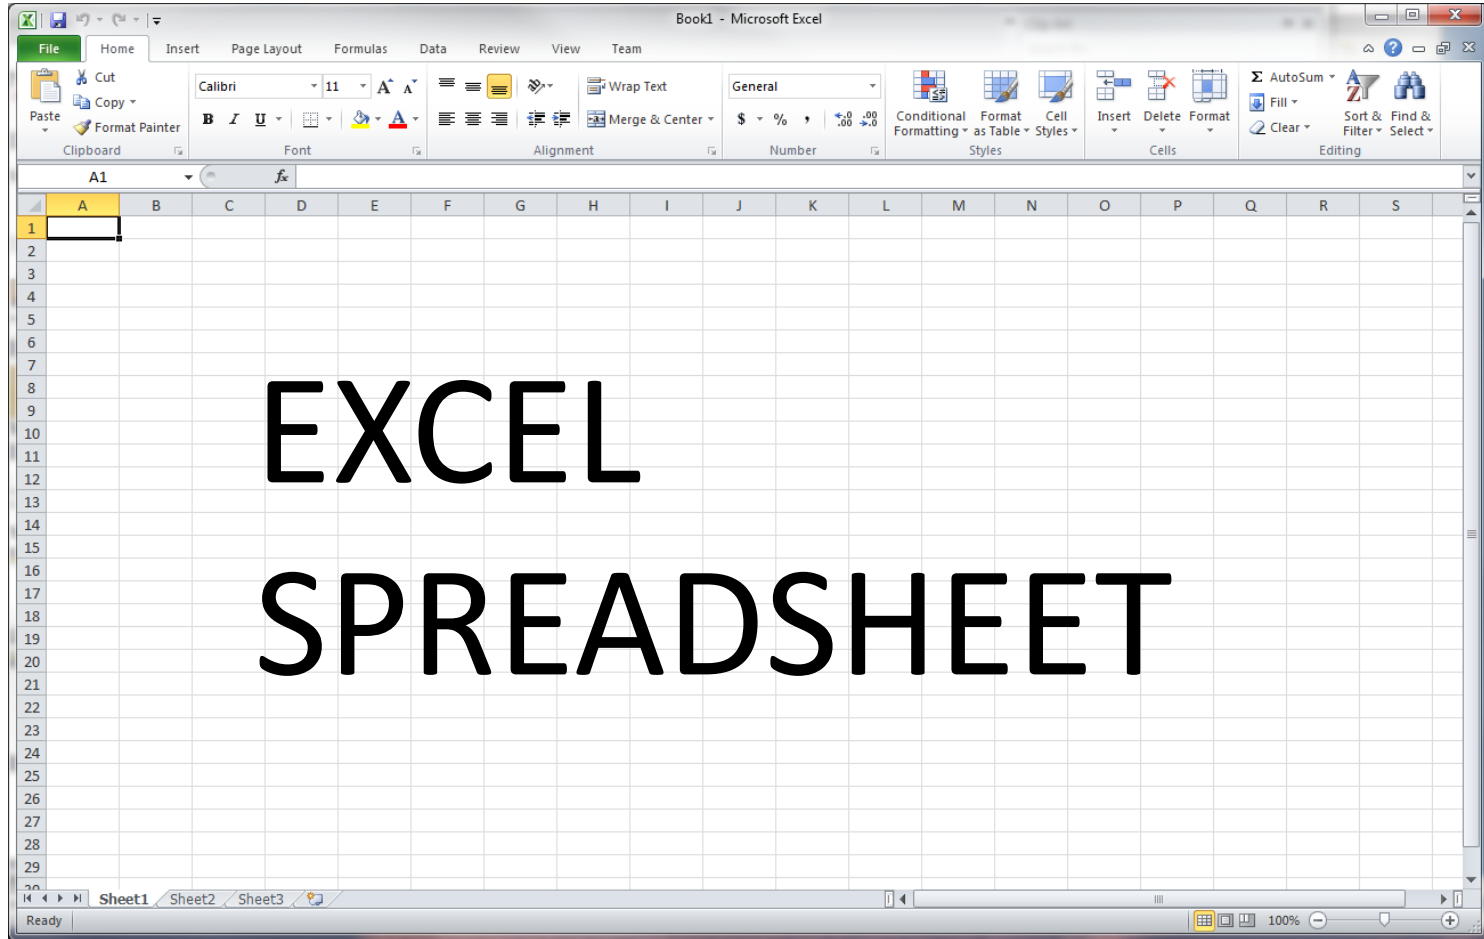 Book1 - Microsoft Excel
File Home Insert Page Layout Formulas Data Review View Team
Cut
Copy
Format Painter
Paste
Clipboard
Calibri 11 A A
B I U A
Font
Wrap Text
Merge & Center
Alignment
General
$ % , .00 .0
Number
Conditional Formatting
Format as Table
Cell Styles
Styles
Insert Delete Format
Cells
Σ AutoSum
Fill
Clear
Sort & Filter
Find & Select
Editing
A1 fx
A B C D E F G H I J K L M N O P Q R S
1
2
3
4
5
6
7
8
9
10
11
12
13
14
15
16
17
18
19
20
21
22
23
24
25
26
27
28
29
EXCEL
SPREADSHEET
Sheet1 Sheet2 Sheet3
Ready 100%